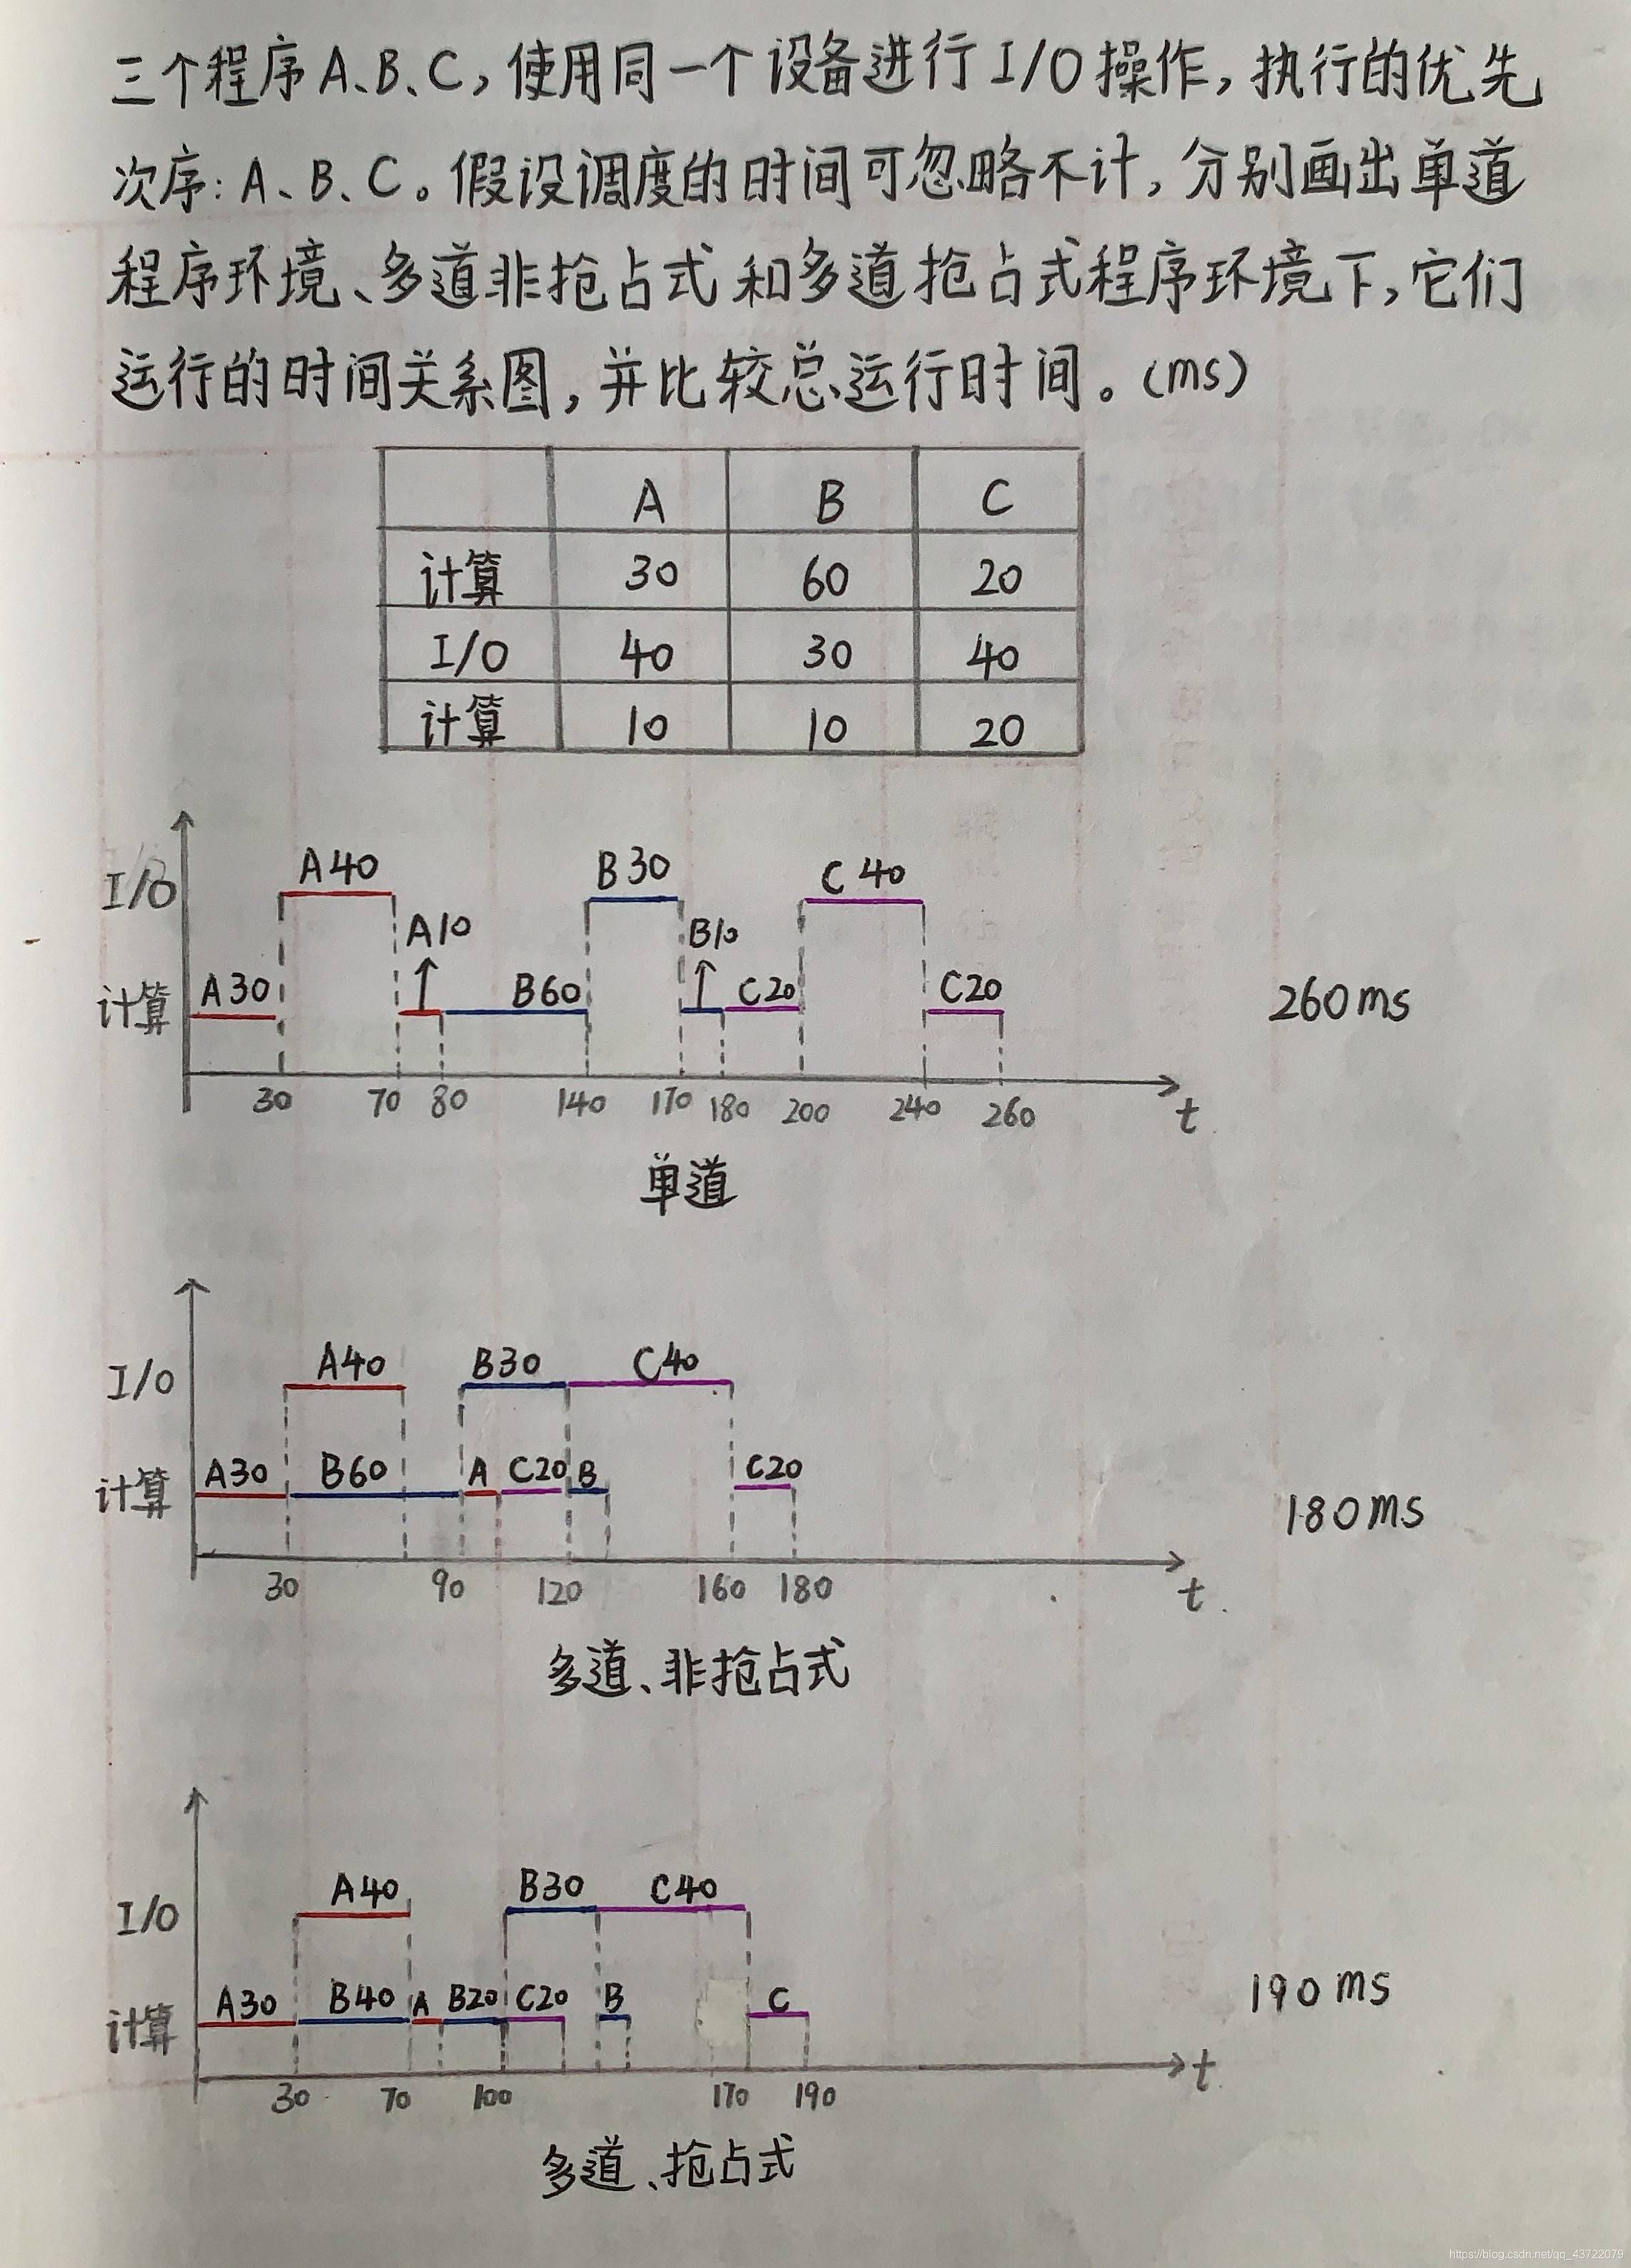 三个程序A、B、C,使用同一个设备进行I/O操作,执行的优先
次序:A、B、C。假设调度的时间可忽略不计,分别画出单道
程序环境、多道非抢占式和多道抢占式程序环境下,它们
运行的时间关系图,并比较总运行时间。(ms)
A B C
计算 30 60 20
I/O 40 30 40
计算 10 10 20
A40 B30 C40
I/O
A10 B10
计算 A30 B60 C20 C20 260ms
30 70 80 140 170 180 200 240 260 t
单道
I/O A40 B30 C40
计算 A30 B60 A C20 B C20 180ms
30 90 120 160 180 t
多道、非抢占式
I/O A40 B30 C40
计算 A30 B40 A B20 C20 B C 190ms
30 70 100 170 190 t
多道、抢占式
https://blog.csdn.net/qq_43722079